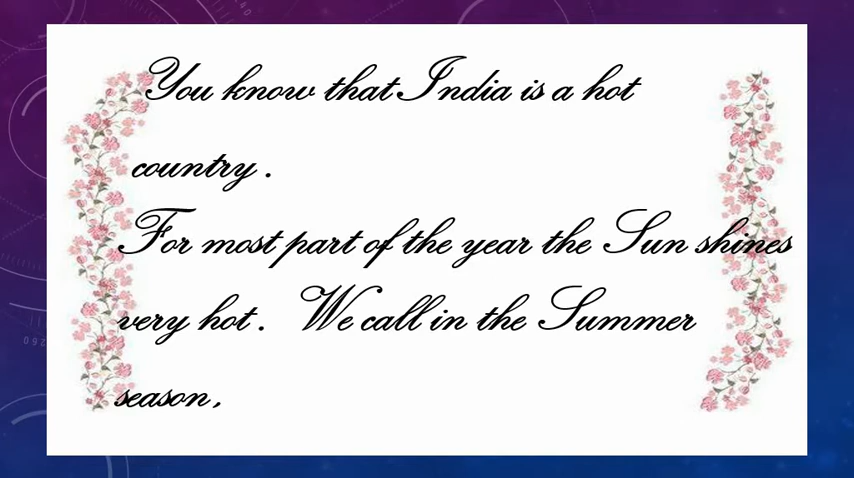 You know that India is a hot
country.
For most part of the year the Sun shines
very hot. We call in the Summer
season,